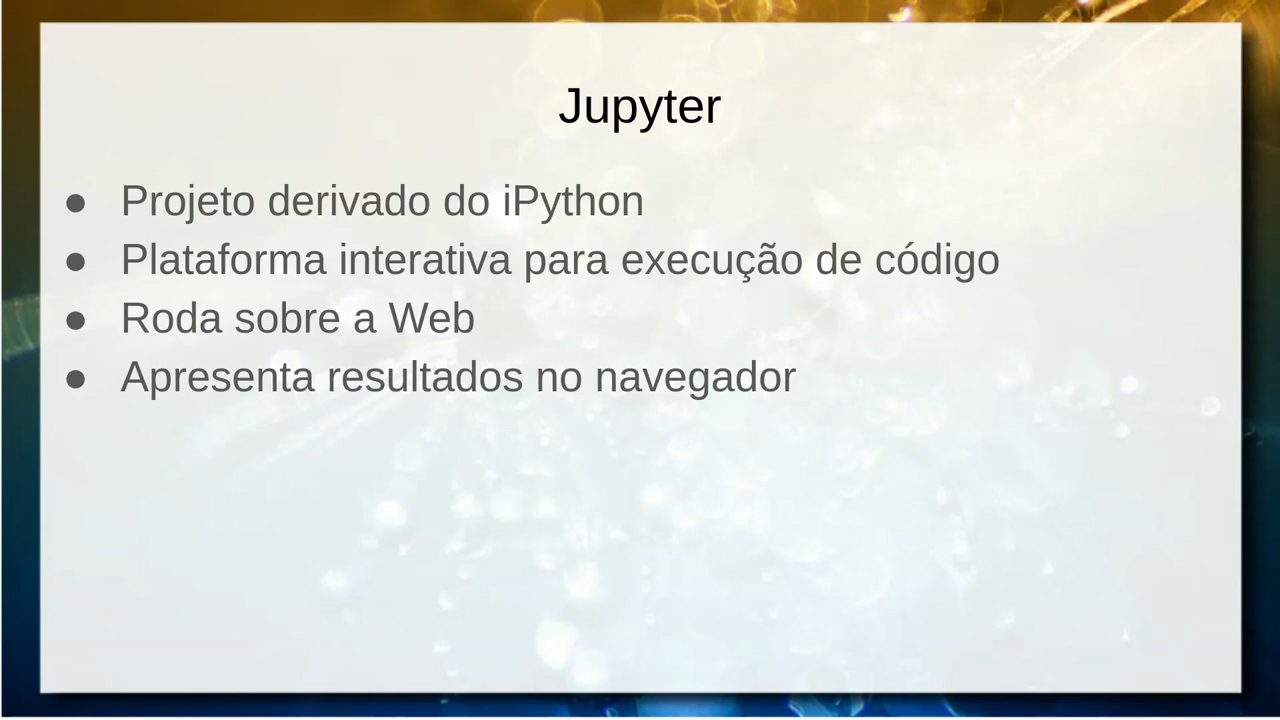 Jupyter
● Projeto derivado do iPython
● Plataforma interativa para execução de código
● Roda sobre a Web
● Apresenta resultados no navegador